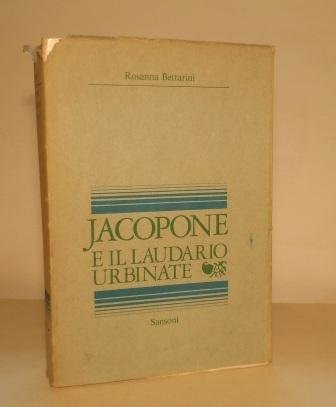 Rosanna Bettarini
JACOPONE
E IL LAUDARIO
URBINATE
Sansoni